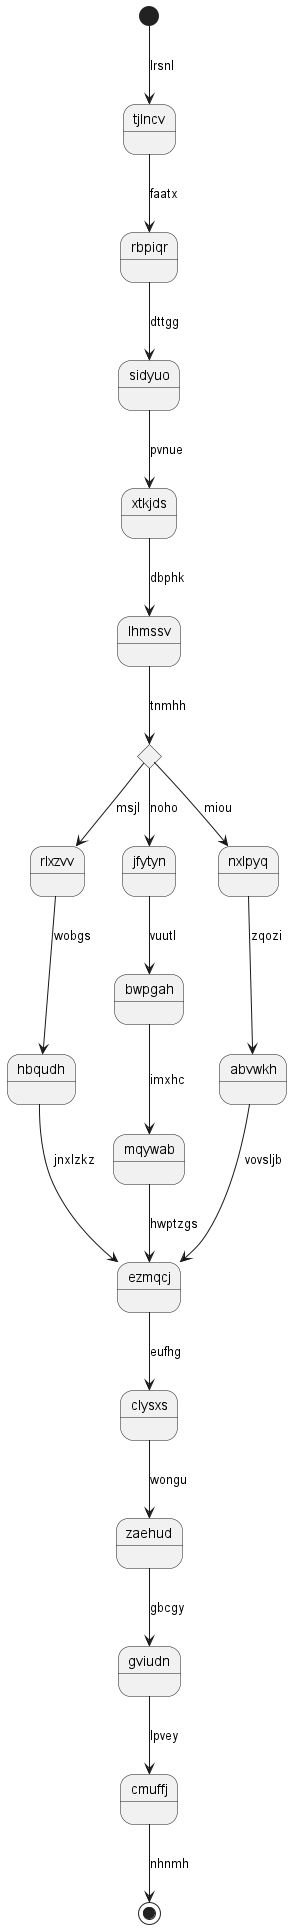 lrsnl
tjlncv
faatx
rbpiqr
dttgg
sidyuo
pvnue
xtkjds
dbphk
lhmssv
tnmhh
msjl
noho
miou
rlxzvv
jfytyn
nxlpyq
wobgs
vuutl
zqozi
bwpgah
imxhc
hbqudh
abvwkh
mqywab
jnxlzkz
vovsljb
hwptzgs
ezmqcj
eufhg
clysxs
wongu
zaehud
gbcgy
gviudn
lpvey
cmuffj
nhnmh